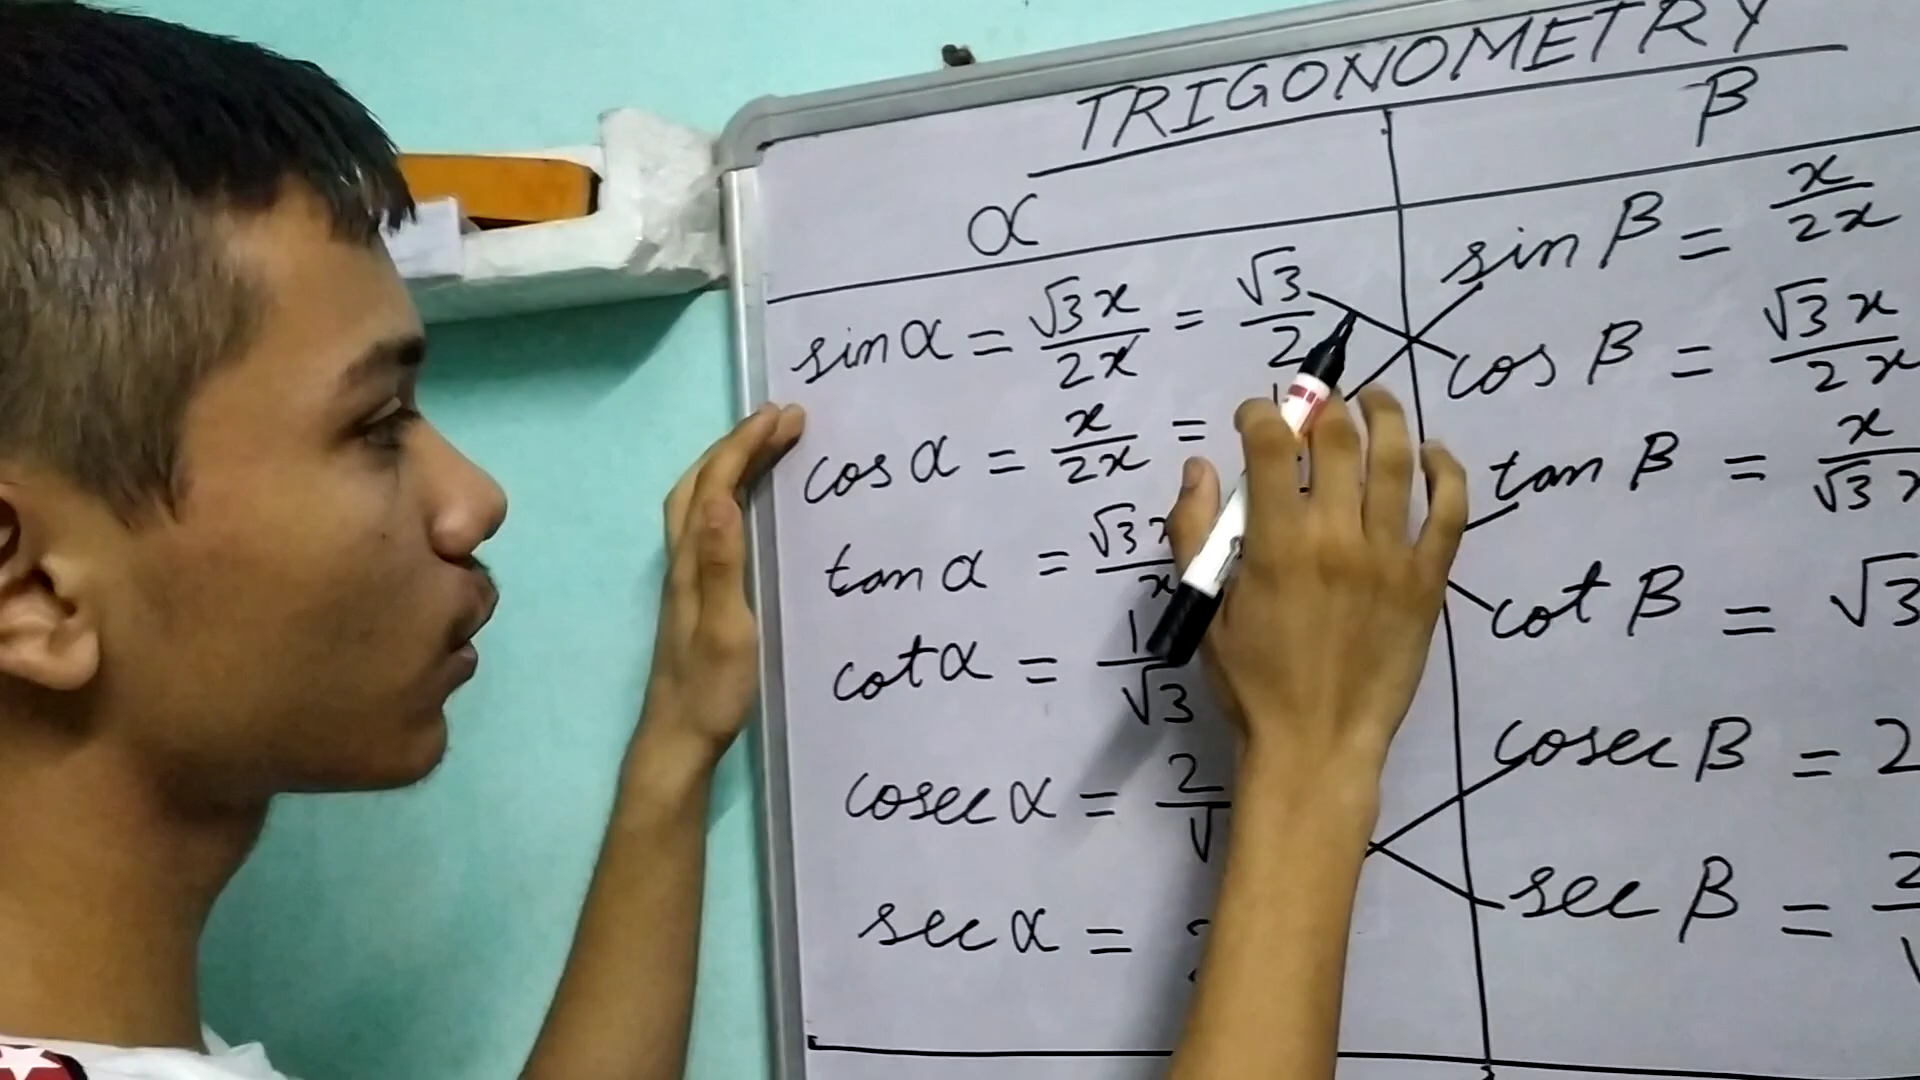 TRIGONOMETRY
α
sin α = √3x/2x = √3/2
cos α = x/2x =
tan α = √3x/x
cot α = 1/√3
cosec α = 2/√
sec α =
β
sin β = x/2x
cos β = √3x/2x
tan β = x/√3x
cot β = √3
cosec β = 2
sec β = 2/√